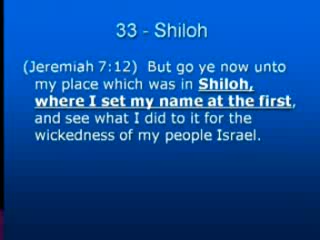 33 - Shiloh
(Jeremiah 7:12) But go ye now unto
my place which was in Shiloh,
where I set my name at the first,
and see what I did to it for the
wickedness of my people Israel.